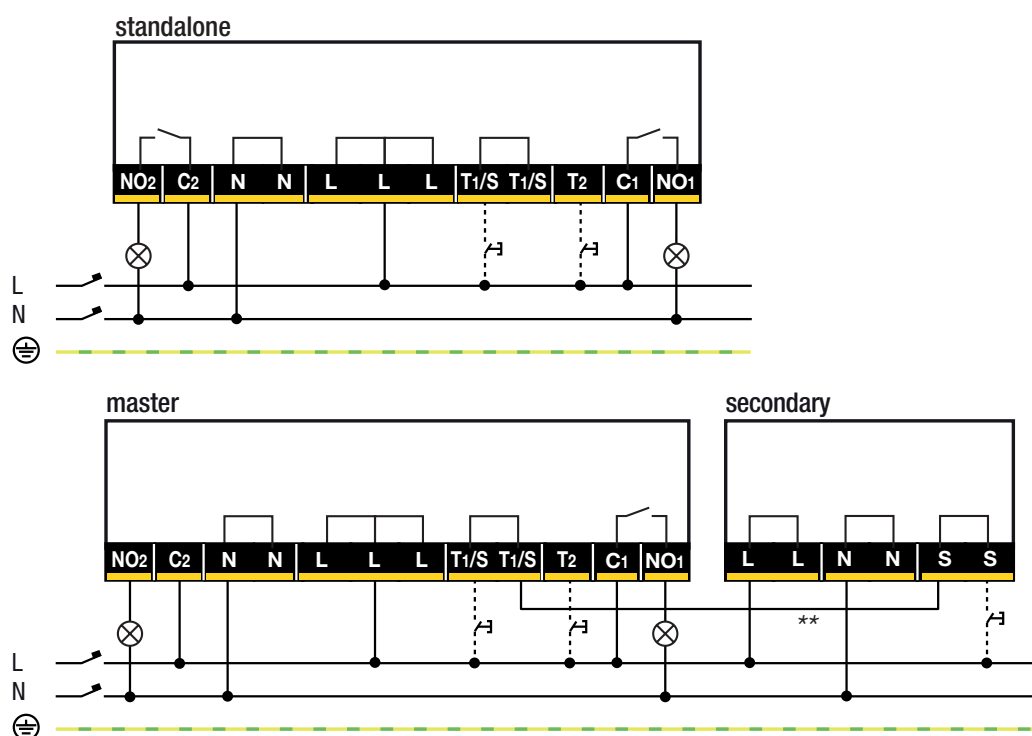 standalone
NO2 C2 N N L L L T1/S T1/S T2 C1 NO1
L
N
master
secondary
NO2 C2 N N L L L T1/S T1/S T2 C1 NO1
L L N N S S
**
L
N